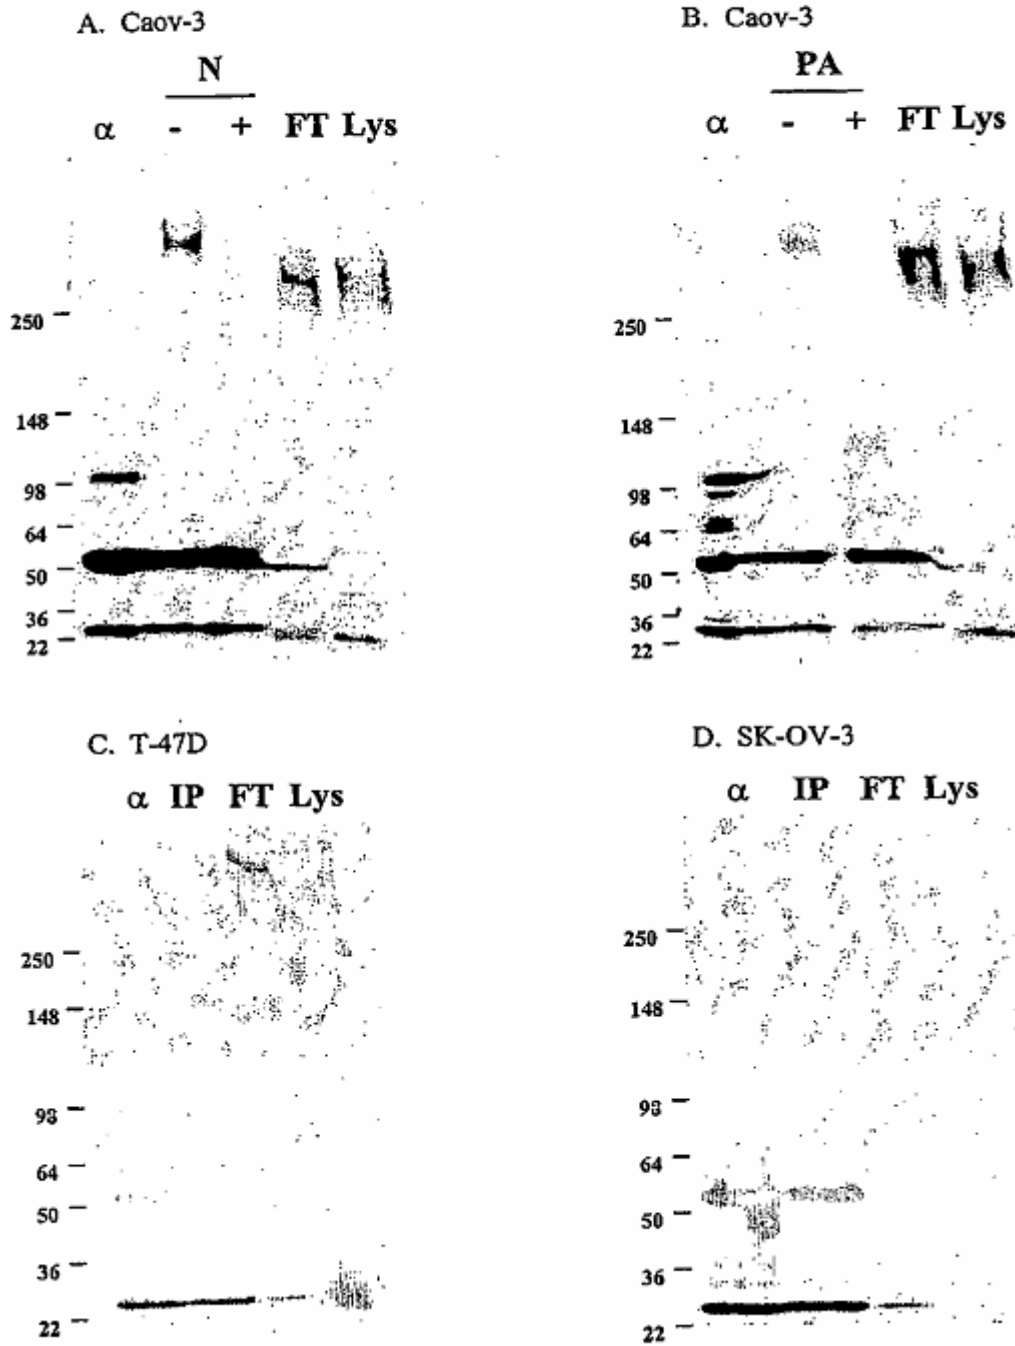 A. Caov-3
N
α - + FT Lys
250
148
98
64
50
36
22
B. Caov-3
PA
α - + FT Lys
250
148
98
64
50
36
22
C. T-47D
α IP FT Lys
250
148
98
64
50
36
22
D. SK-OV-3
α IP FT Lys
250
148
98
64
50
36
22